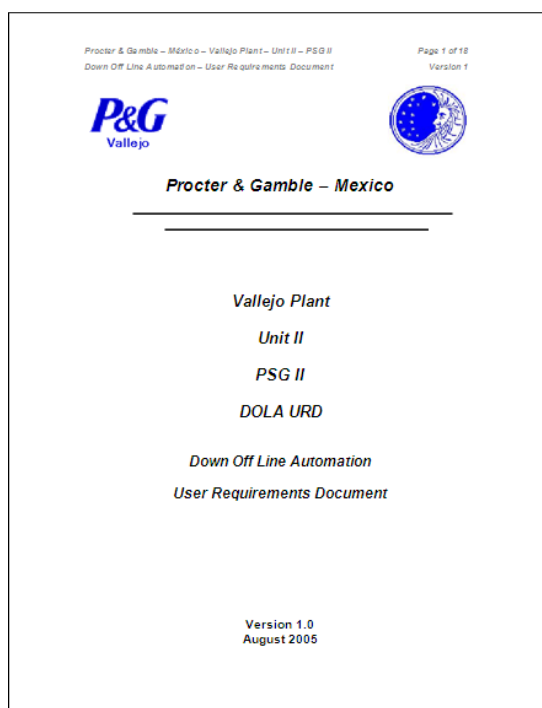 Procter & Gamble – México – Vallejo Plant – Unit II – PSG II Page 1 of 18
Down Off Line Automation – User Requirements Document Version 1
P&G
Vallejo
Procter & Gamble – Mexico
Vallejo Plant
Unit II
PSG II
DOLA URD
Down Off Line Automation
User Requirements Document
Version 1.0
August 2005